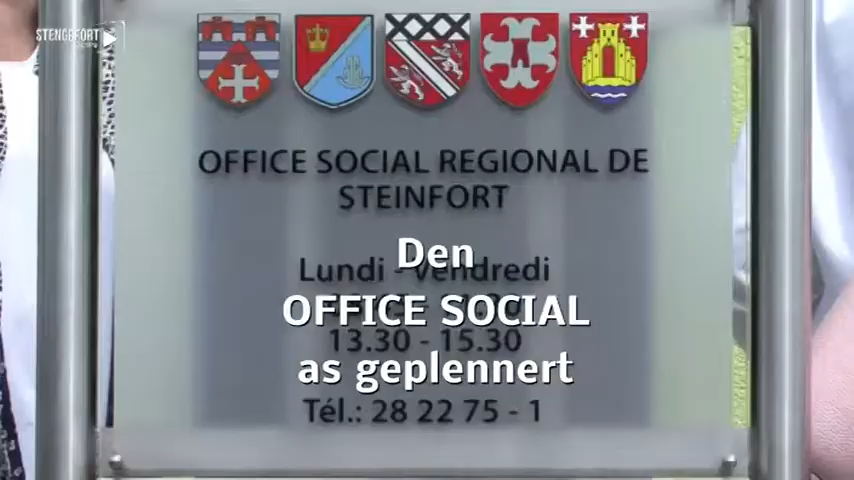 STENGEFORT
OFFICE SOCIAL REGIONAL DE
STEINFORT
Lundi - Vendredi
13.30 - 15.30
Tél.: 28 22 75 - 1
Den
OFFICE SOCIAL
as geplennert